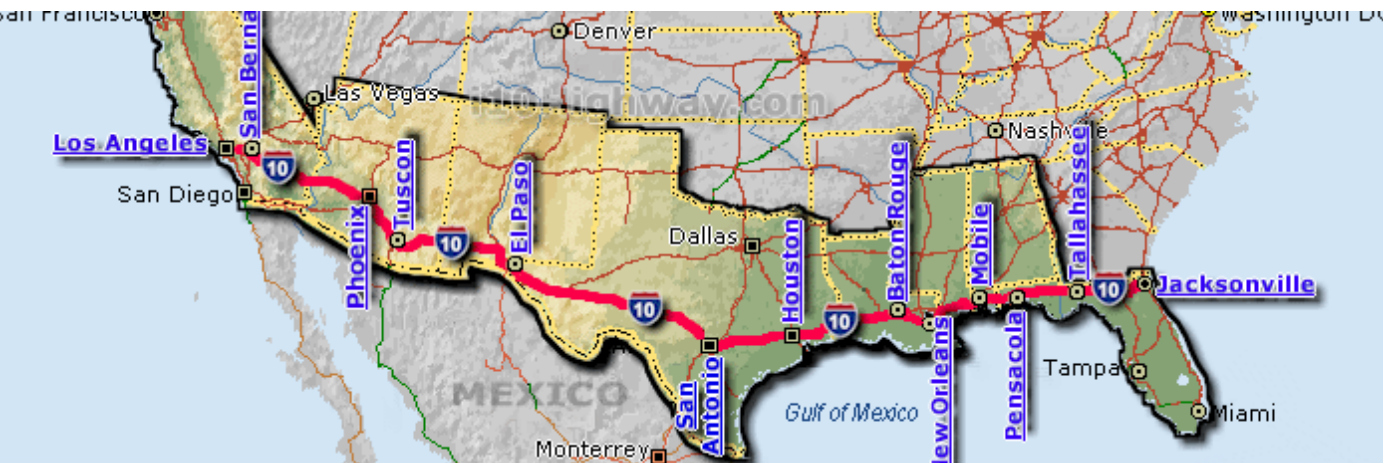 San Francisco
Denver
Washington D
Las Vegas
i10highway.com
San Berna
Los Angeles
Nashville
San Diego
Phoenix
Tuscon
El Paso
Dallas
Houston
Baton Rouge
Mobile
Tallahassee
10
10
10
10
10
Jacksonville
New Orleans
Pensacola
Tampa
San
Antonio
MEXICO
Gulf of Mexico
Miami
Monterrey